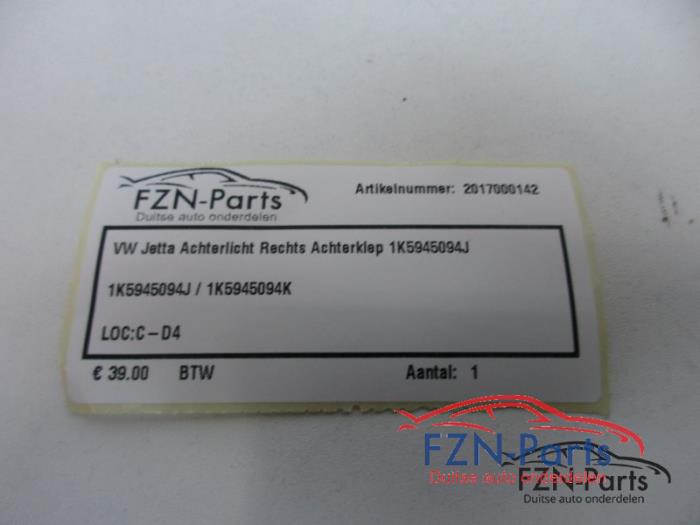 FZN-Parts
Duitse auto onderdelen
Artikelnummer: 2017000142
VW Jetta Achterlicht Rechts Achterklep 1K5945094J
1K5945094J / 1K5945094K
LOC:C-D4
€ 39.00 BTW Aantal: 1
FZN-Parts
Duitse auto onderdelen
FZN-Parts
Duitse auto onderdelen